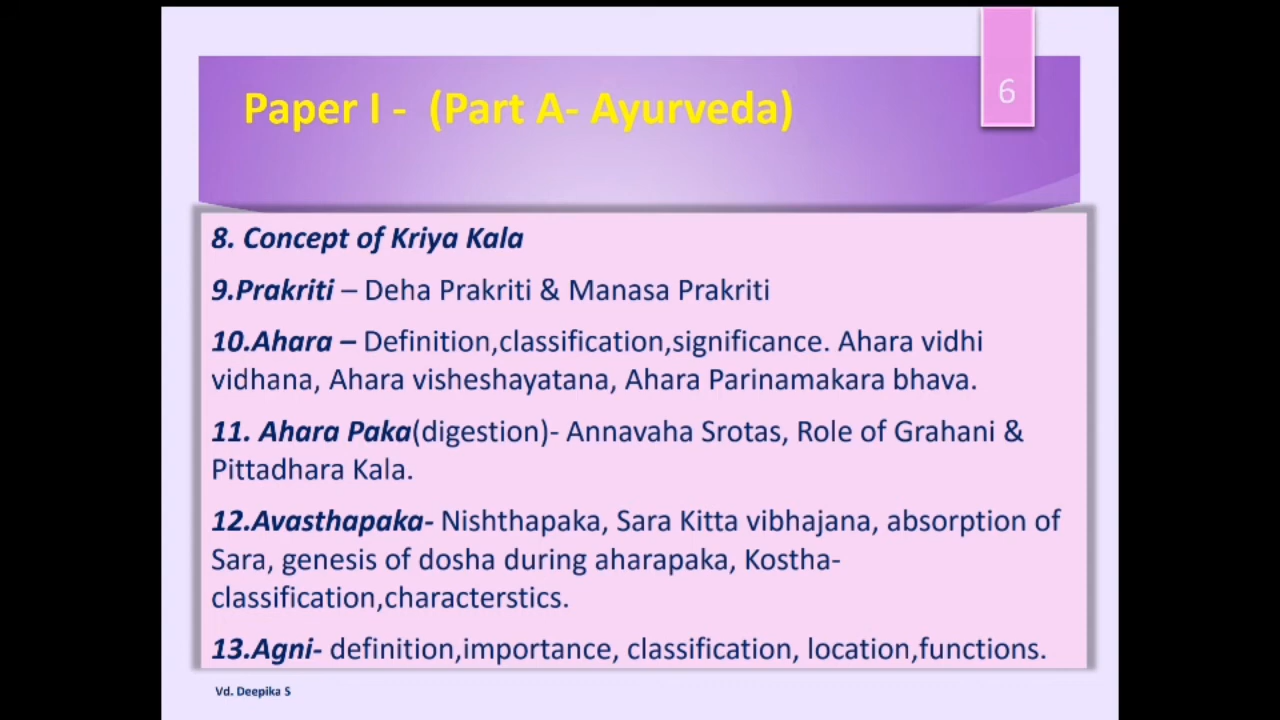 6
Paper I -  (Part A- Ayurveda)
8. Concept of Kriya Kala
9.Prakriti – Deha Prakriti & Manasa Prakriti
10.Ahara – Definition,classification,significance. Ahara vidhi
vidhana, Ahara visheshayatana, Ahara Parinamakara bhava.
11. Ahara Paka(digestion)- Annavaha Srotas, Role of Grahani &
Pittadhara Kala.
12.Avasthapaka- Nishthapaka, Sara Kitta vibhajana, absorption of
Sara, genesis of dosha during aharapaka, Kostha-
classification,characterstics.
13.Agni- definition,importance, classification, location,functions.
Vd. Deepika S